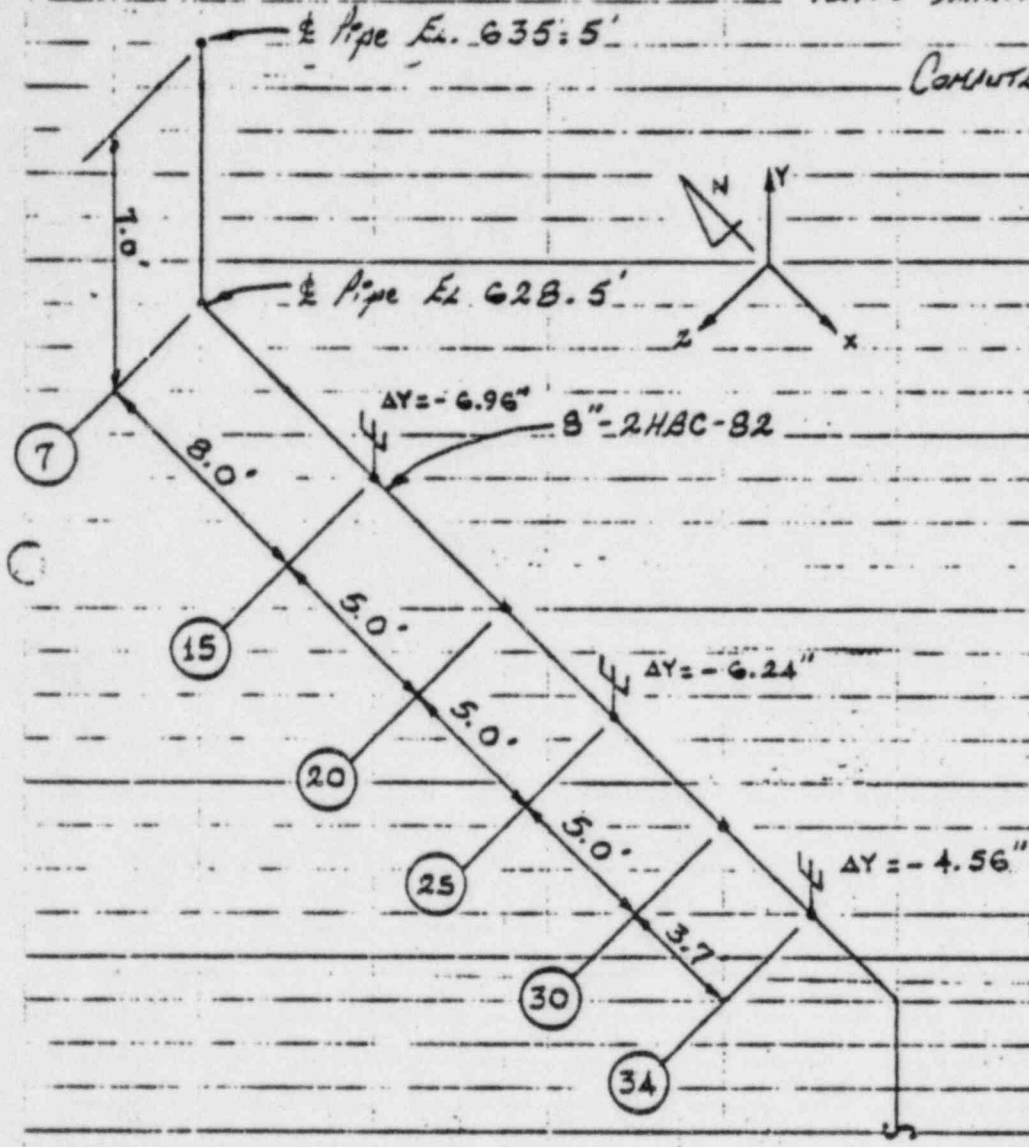 ℄ Pipe EL. 635.5'
N
Y
7.0'
℄ Pipe EL 628.5'
Z
X
ΔY = - 6.96"
8"-2HBC-82
7
8.0'
5.0'
15
ΔY = - 6.24"
5.0'
20
5.0'
ΔY = - 4.56"
25
3.7
30
34